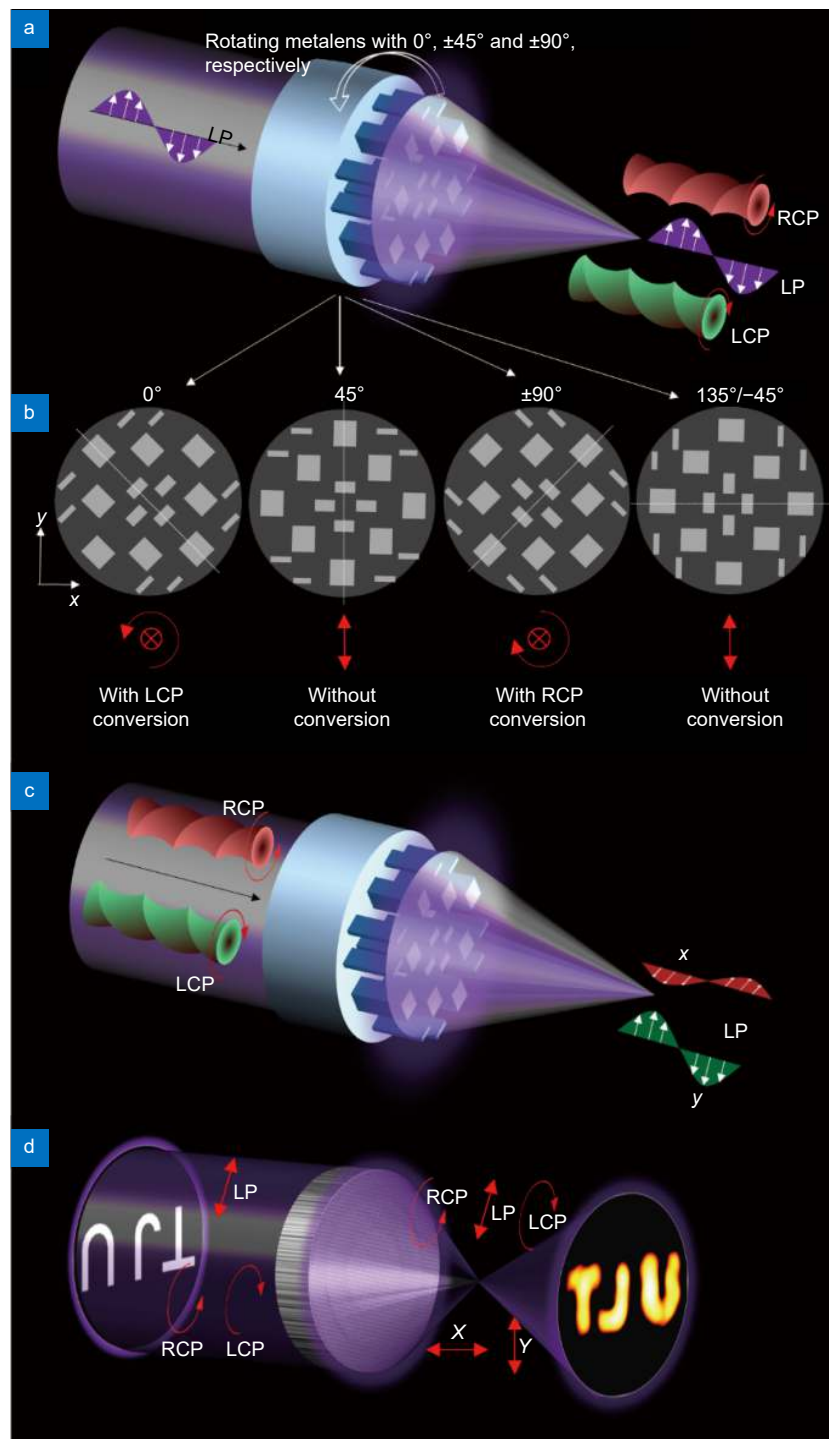 a
Rotating metalens with 0°, ±45° and ±90°,
respectively
LP
RCP
LP
LCP
b
0°
45°
±90°
135°/−45°
y
x
With LCP
conversion
Without
conversion
With RCP
conversion
Without
conversion
c
RCP
LCP
x
LP
y
d
LP
RCP
LP
LCP
TJU
TJU
RCP
LCP
X
Y